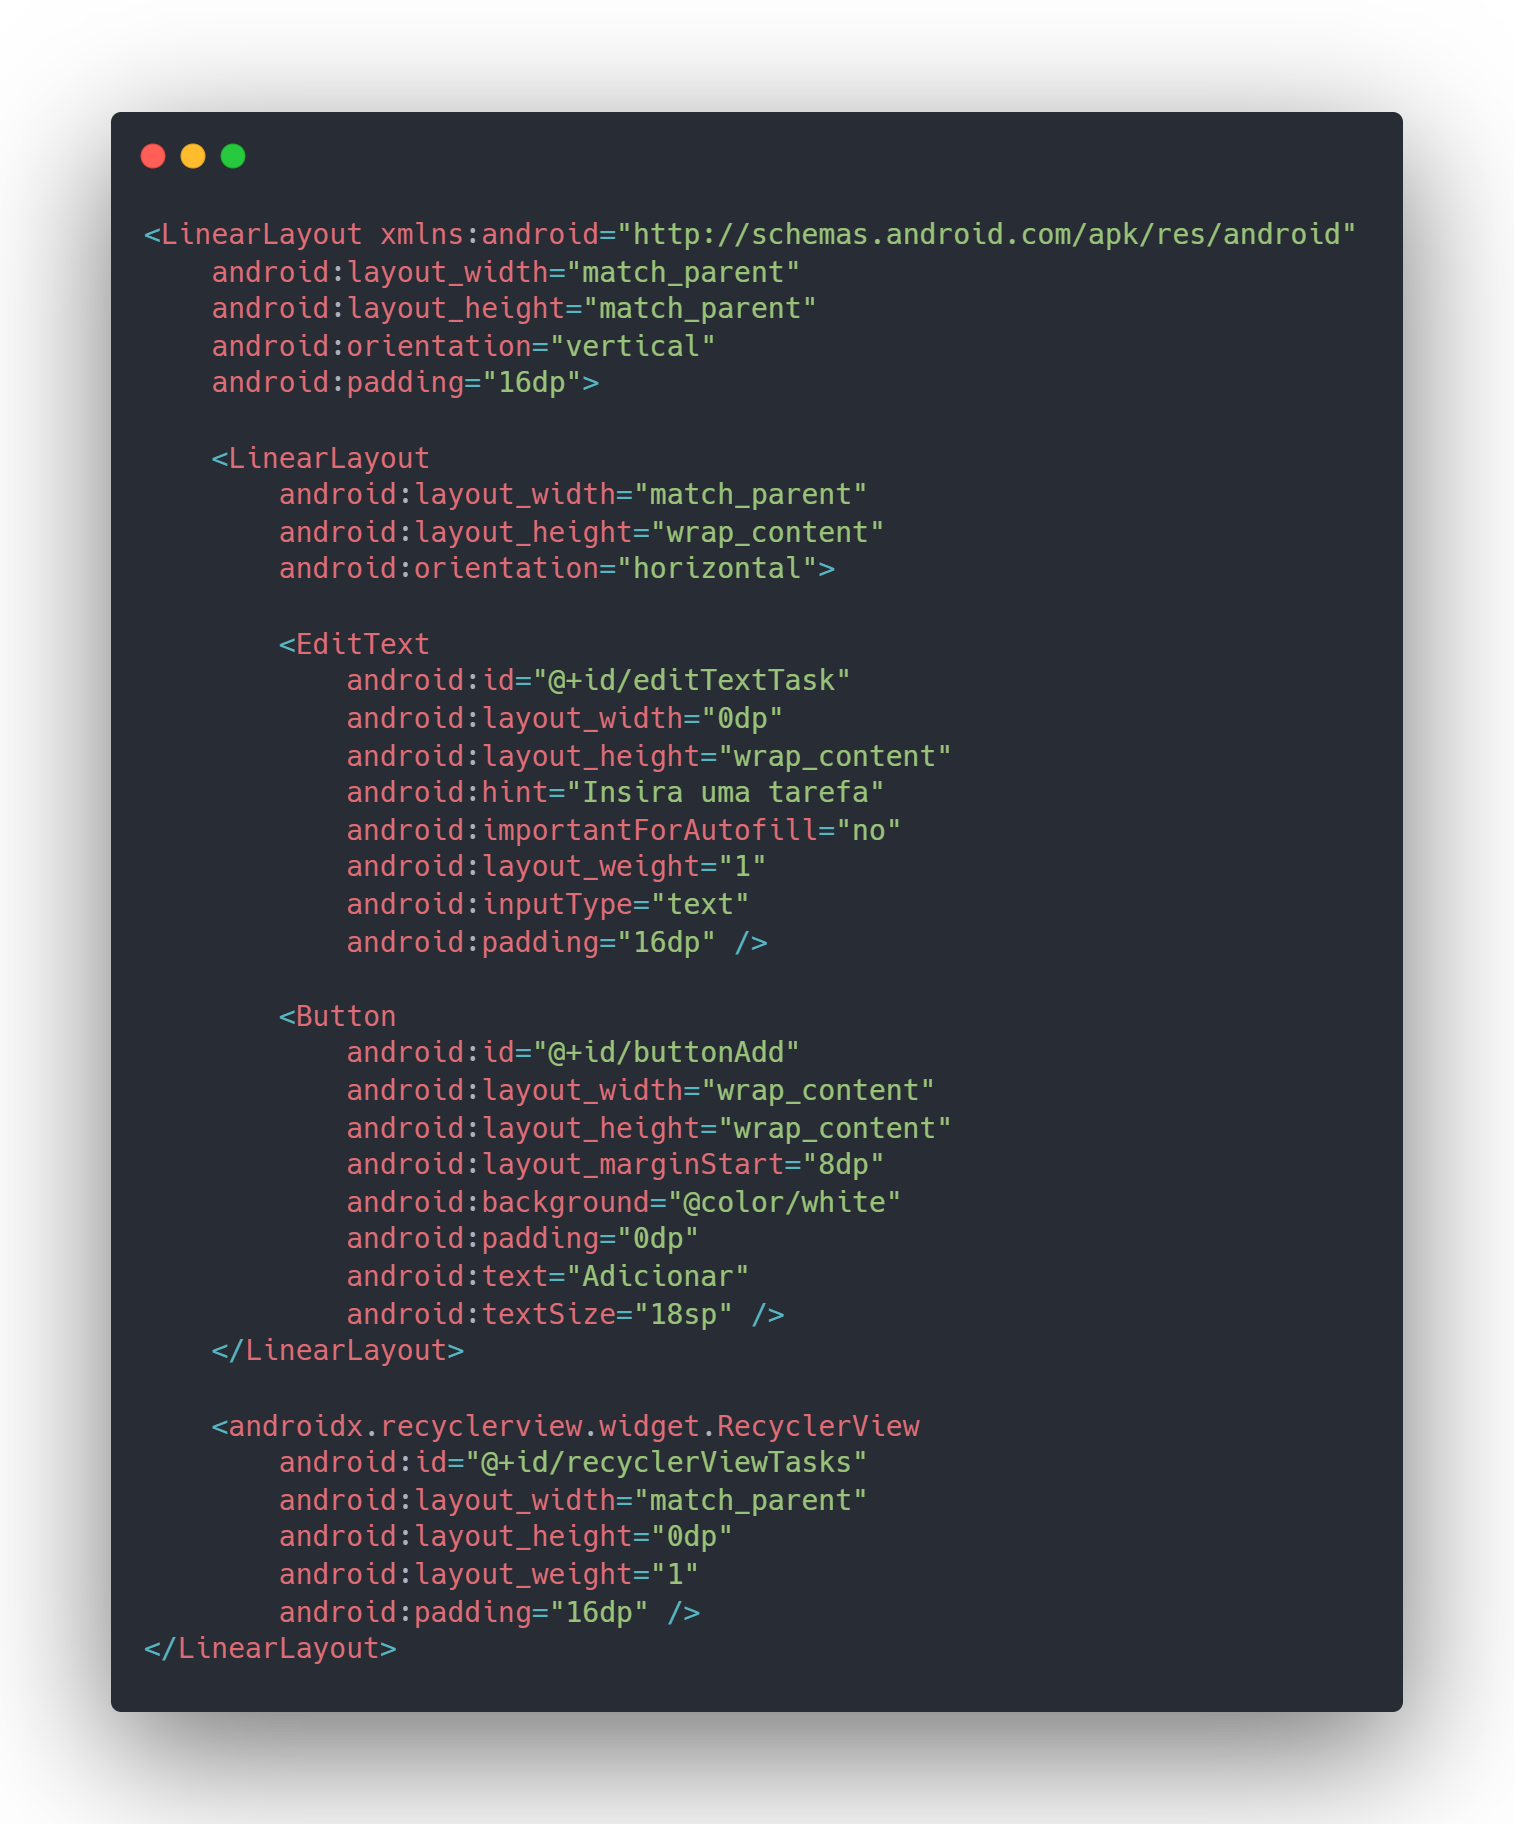 <LinearLayout xmlns:android="http://schemas.android.com/apk/res/android"
    android:layout_width="match_parent"
    android:layout_height="match_parent"
    android:orientation="vertical"
    android:padding="16dp">

    <LinearLayout
        android:layout_width="match_parent"
        android:layout_height="wrap_content"
        android:orientation="horizontal">

        <EditText
            android:id="@+id/editTextTask"
            android:layout_width="0dp"
            android:layout_height="wrap_content"
            android:hint="Insira uma tarefa"
            android:importantForAutofill="no"
            android:layout_weight="1"
            android:inputType="text"
            android:padding="16dp" />

        <Button
            android:id="@+id/buttonAdd"
            android:layout_width="wrap_content"
            android:layout_height="wrap_content"
            android:layout_marginStart="8dp"
            android:background="@color/white"
            android:padding="0dp"
            android:text="Adicionar"
            android:textSize="18sp" />
    </LinearLayout>

    <androidx.recyclerview.widget.RecyclerView
        android:id="@+id/recyclerViewTasks"
        android:layout_width="match_parent"
        android:layout_height="0dp"
        android:layout_weight="1"
        android:padding="16dp" />
</LinearLayout>